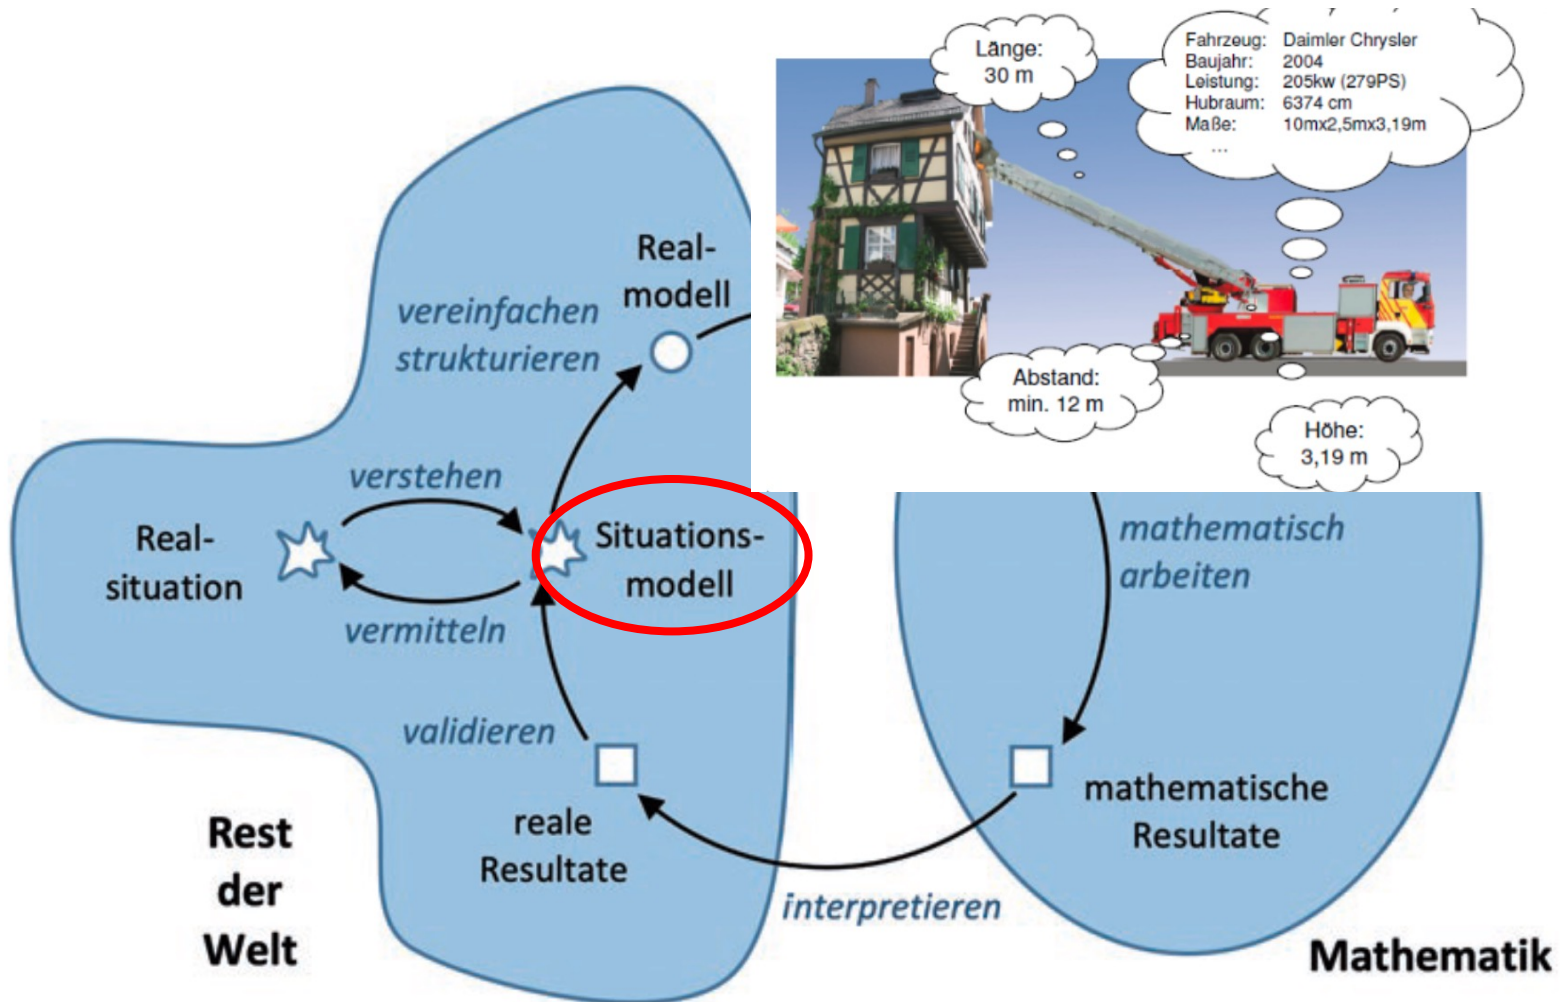 Länge:
30 m
Fahrzeug: Daimler Chrysler
Baujahr: 2004
Leistung: 205kw (279PS)
Hubraum: 6374 cm
Maße: 10mx2,5mx3,19m
...
Abstand:
min. 12 m
Höhe:
3,19 m
Real-
modell
vereinfachen
strukturieren
verstehen
Real-
situation
Situations-
modell
vermitteln
mathematisch
arbeiten
validieren
reale
Resultate
mathematische
Resultate
interpretieren
Rest
der
Welt
Mathematik